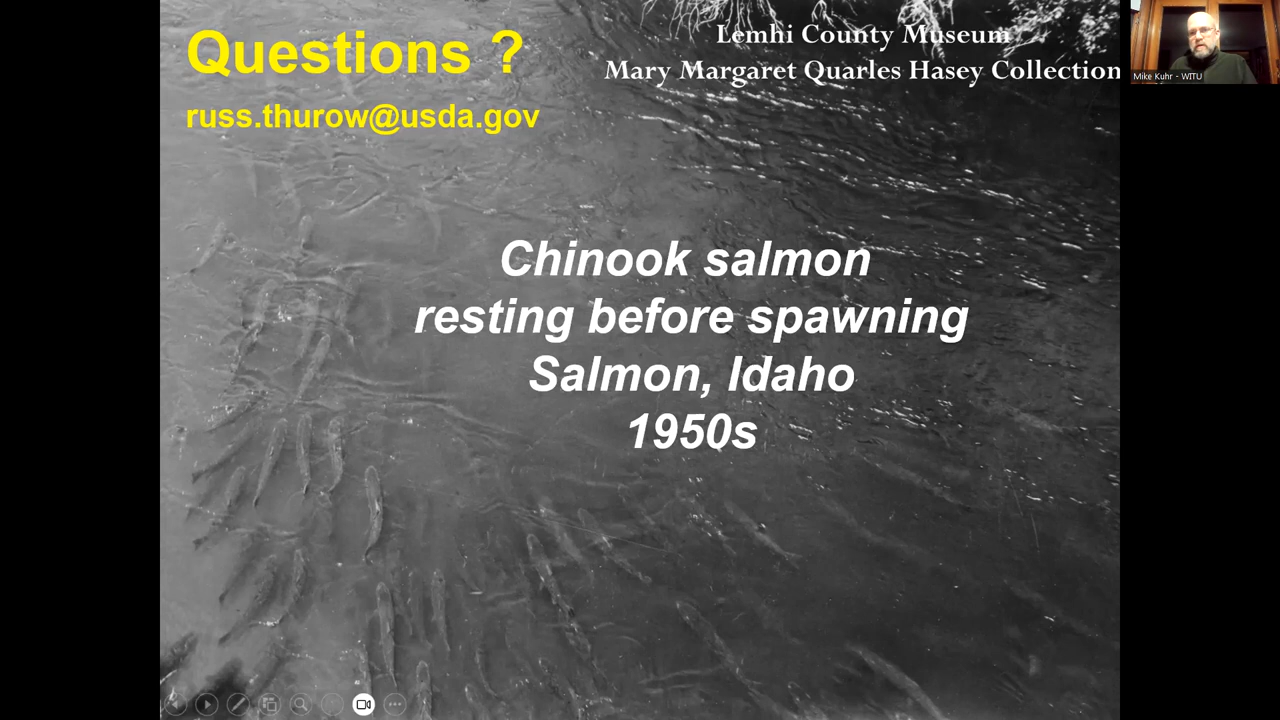 Questions ?
russ.thurow@usda.gov
Lemhi County Museum
Mary Margaret Quarles Hasey Collection
Mike Kuhr - WITU
Chinook salmon
resting before spawning
Salmon, Idaho
1950s